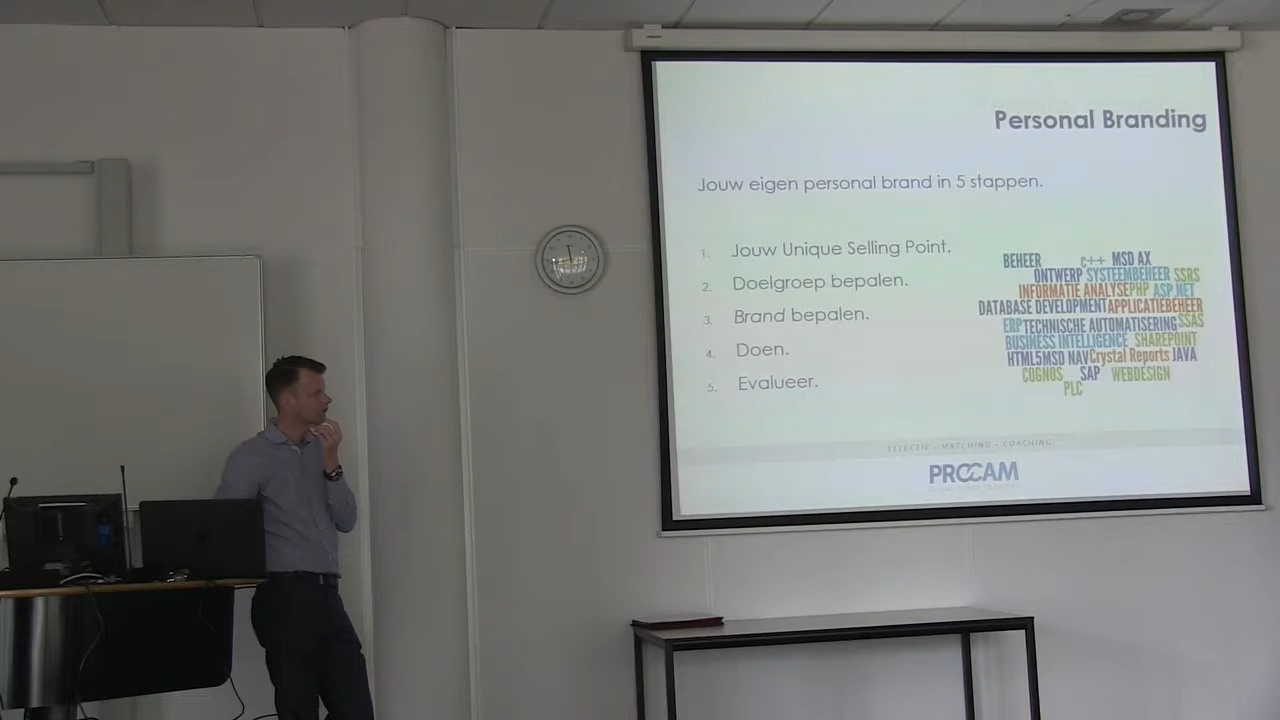 Personal Branding
Jouw eigen personal brand in 5 stappen.
1. Jouw Unique Selling Point.
2. Doelgroep bepalen.
3. Brand bepalen.
4. Doen.
5. Evalueer.
BEHEER C++ MSD AX
ONTWERP SYSTEEMBEHEER SSRS
INFORMATIE ANALYSE PHP ASP.NET
DATABASE DEVELOPMENT APPLICATIEBEHEER
ERP TECHNISCHE AUTOMATISERING SSAS
BUSINESS INTELLIGENCE SHAREPOINT
HTML5 MSD NAV Crystal Reports JAVA
COGNOS SAP WEBDESIGN
PLC
SELECTIE - MATCHING - COACHING
PROCAM